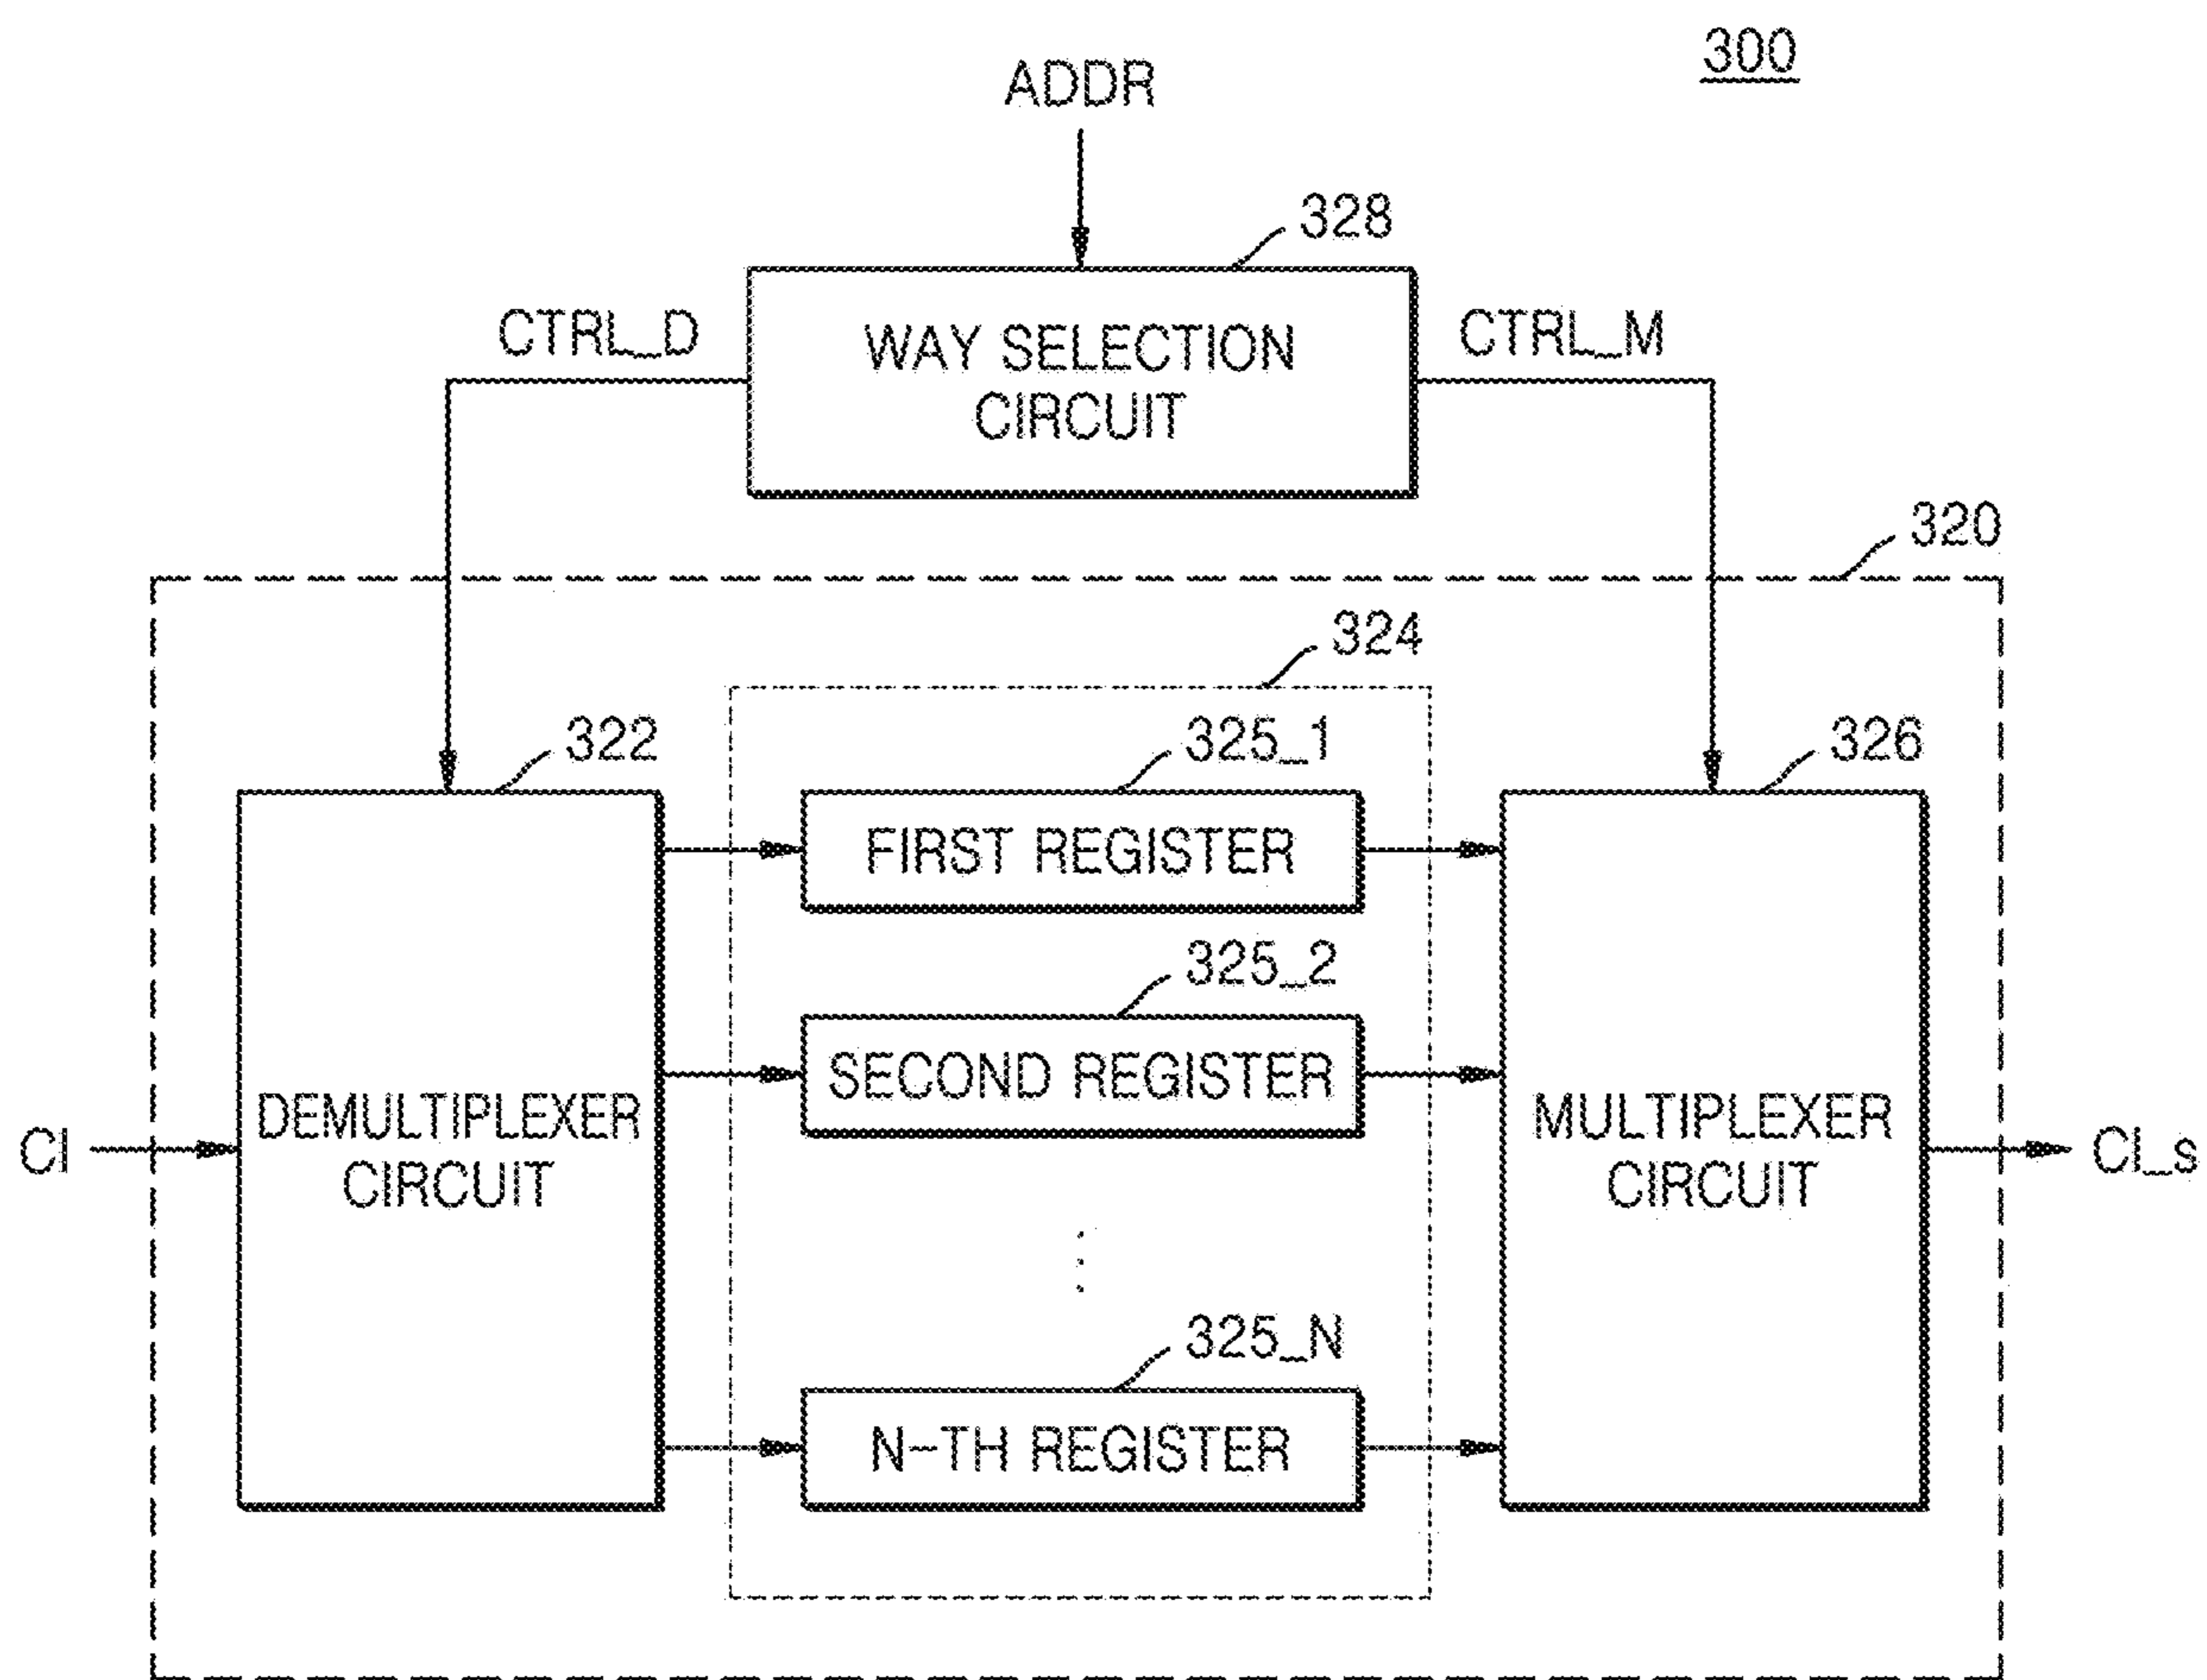 300
ADDR
328
CTRL_D
WAY SELECTION
CIRCUIT
CTRL_M
320
324
322
325_1
326
FIRST REGISTER
325_2
SECOND REGISTER
CI
DEMULTIPLEXER
CIRCUIT
MULTIPLEXER
CIRCUIT
CI_s
325_N
N-TH REGISTER